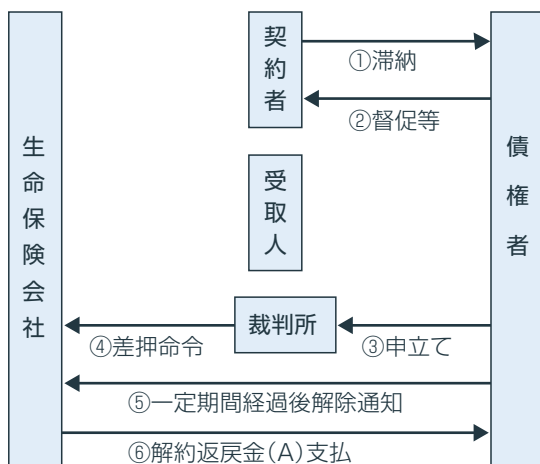 契約者
①滞納
②督促等
生命保険会社
債権者
受取人
裁判所
④差押命令
③申立て
⑤一定期間経過後解除通知
⑥解約返戻金(A)支払